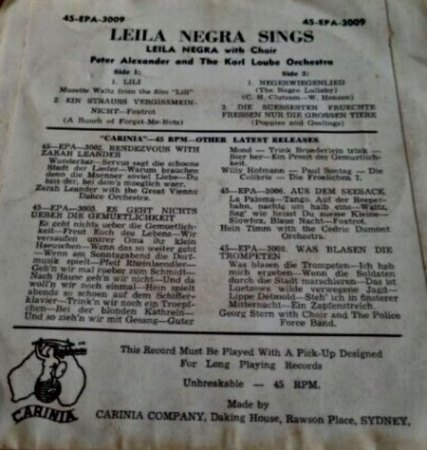 45-EPA-3009 45-EPA-3009
LEILA NEGRA SINGS
LEILA NEGRA with Choir
Peter Alexander and The Karl Loube Orchestra
Side 1:
1. LILI
Musette Waltz from the film "Lili"
2. EIN STRAUSS VERGISSMEIN-
NICHT—Foxtrot
(A Bunch of Forget-Me-Nots)
Side 2:
1. NEGERWIEGENLIED
(The Negro Lullaby)
(C. H. Clutsam—W. Henzen)
2. DIE SUESSESTEN FRUECHTE
FRESSEN NUR DIE GROSSEN TIERE
(Poppies and Goslings)
"CARINIA"—45 RPM—OTHER LATEST RELEASES
45—EPA—3002. RENDEZVOUS WITH
ZARAH LEANDER
Wunderbar—Servus sagt die schoene
Stadt der Lieder—Warum brauchen
denn die Maenner soviel Liebe—Du
bist der, bei dem's moeglich waer.
Zarah Leander with the Great Vienna
Dance Orchestra.
45—EPA—3005. ES GEHT NICHTS
UEBER DIE GEMUETLICHKEIT
Es geht nichts ueber die Gemuetlich-
keit—Freut Euch des Lebens—Wir
versaufen unsrer Oma ihr klein
Haeuschen—Wenn das so weiter geht
—Wenn am Sonntagabend die Dorf-
musik spielt—Pfeif Rheinlaendler—
Geh'n wir mal rueber zum Schmidt—
Nach Hause geh'n wir nicht—Und da
woll'n wir noch einmal—Hein spielt
abends so schoen auf dem Schiffer-
klavier—Trink'n wir noch ein Troepf-
chen—Bei der blonden Kathrein—
Und so zieh'n wir mit Gesang—Guter
Mond — Trink Bruederlein trink —
Bier her—Ein Prosit der Gemuetlich-
keit.
Willy Hofmann — Paul Sontag — Die
Colibris — Die Froelichen 7.
45—EPA—3006. AUS DEM SEESACK
La Paloma—Tango. Auf der Reeper-
bahn, nachts um halb eins—Waltz.
Sag' wie heisst Du suesse Kleine—
Slowfox. Blaue Nacht—Foxtrot.
Hein Timm with the Cedric Dumont
Orchestra.
WAS BLASEN DIE
TROMPETEN
Was blasen die Trompeten—Ich hab
mich ergeben—Wenn die Soldaten
durch die Stadt marschieren—Das ist
Luetzows wilde verwegene Jagd—
Lippe Detmold—Steh' ich in finsterer
Mitternacht—Ein Zapfenstreich.
Georg Stern with Choir and The Police
Force Band.
CARINIA
This Record Must Be Played With A Pick-Up Designed
For Long Playing Records
Unbreakable — 45 RPM.
Made by
CARINIA COMPANY, Daking House, Rawson Place, SYDNEY.